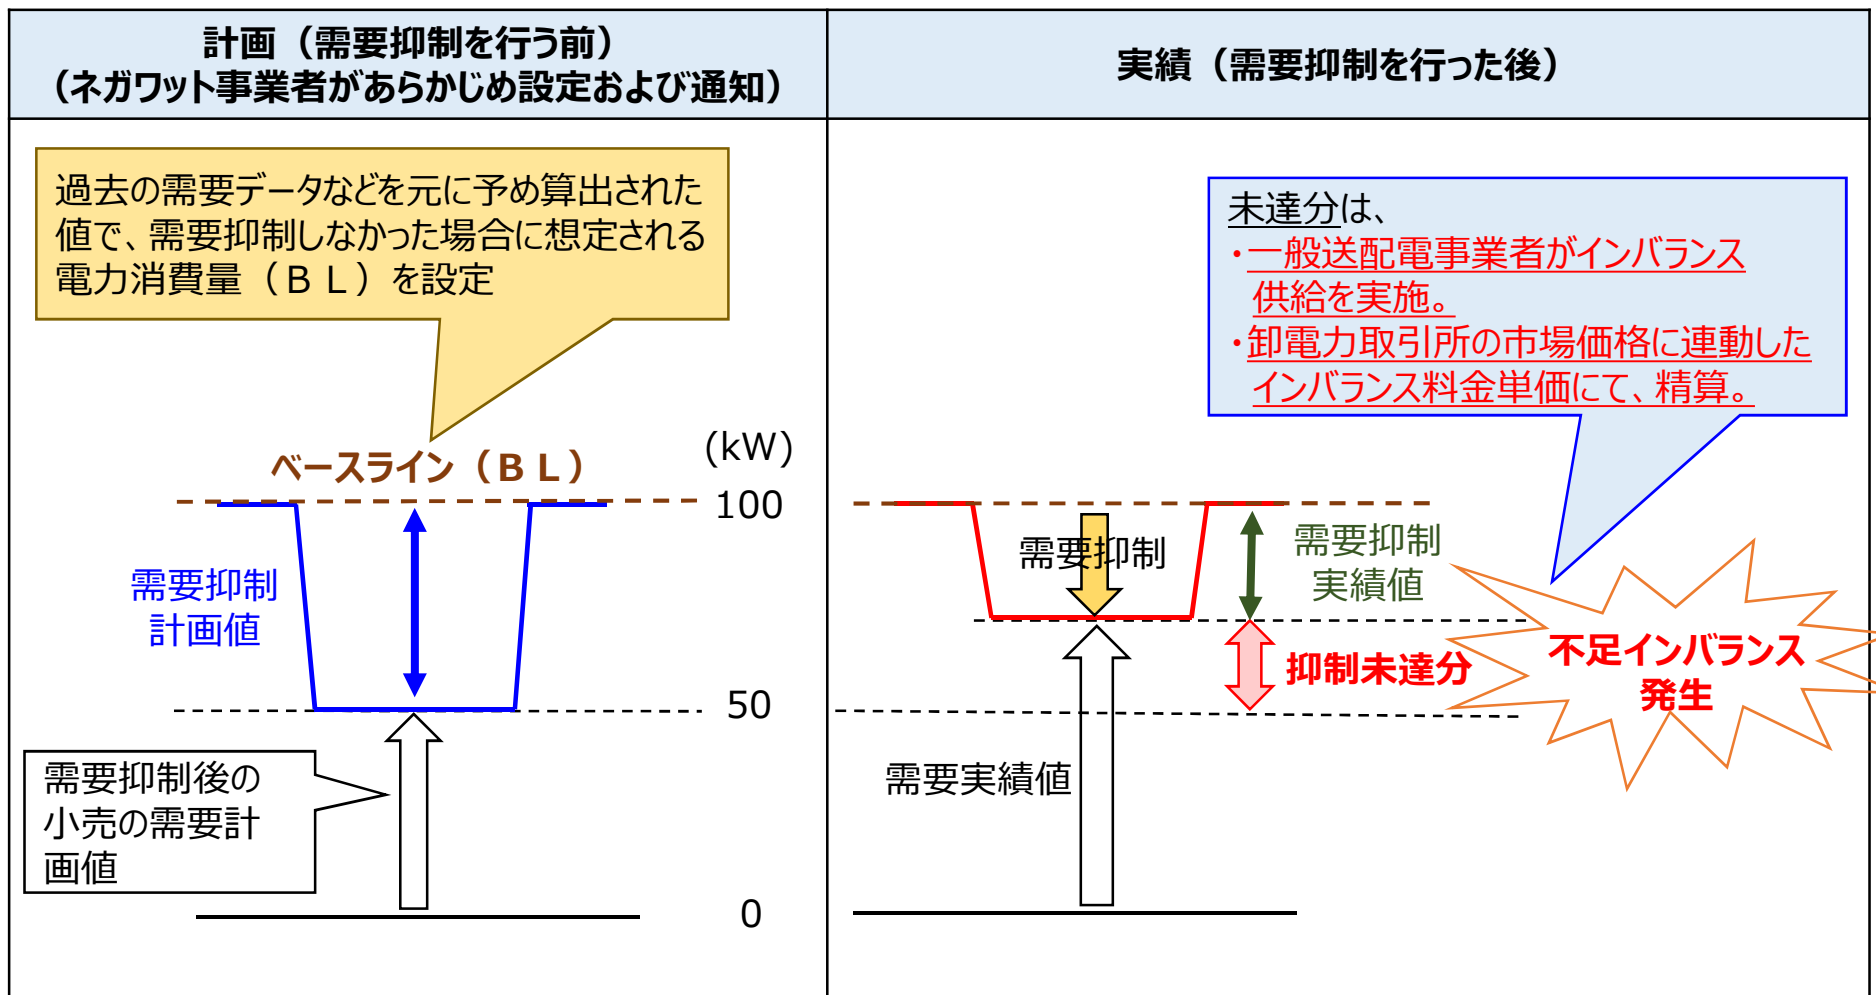 計画（需要抑制を行う前）
（ネガワット事業者があらかじめ設定および通知）
実績（需要抑制を行った後）
過去の需要データなどを元に予め算出された
値で、需要抑制しなかった場合に想定される
電力消費量（ＢＬ）を設定
ベースライン（ＢＬ）
(kW)
100
需要抑制
計画値
50
需要抑制後の
小売の需要計
画値
0
未達分は、
・一般送配電事業者がインバランス
供給を実施。
・卸電力取引所の市場価格に連動した
インバランス料金単価にて、精算。
需要抑制
需要抑制
実績値
抑制未達分
不足インバランス
発生
需要実績値